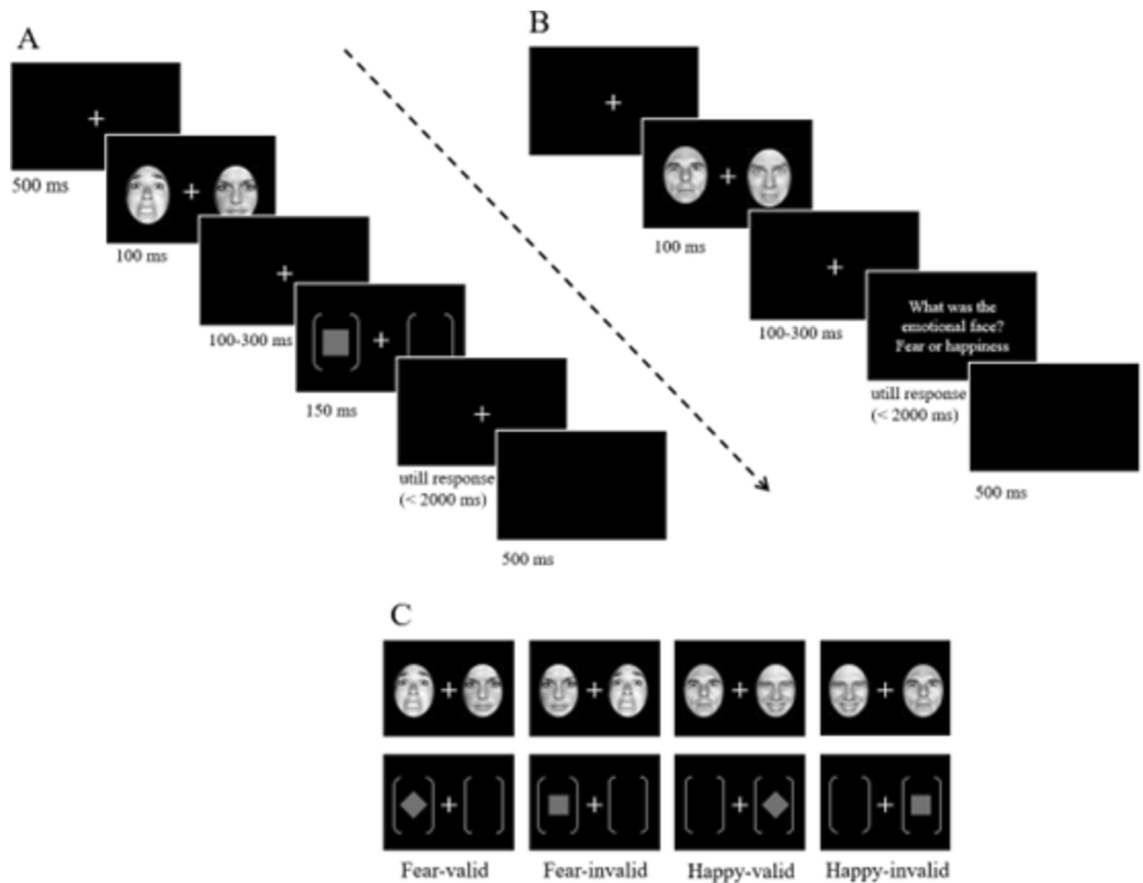 A
500 ms
100 ms
100-300 ms
150 ms
utill response
(< 2000 ms)
500 ms
B
100 ms
100-300 ms
What was the
emotional face?
Fear or happiness
utill response
(< 2000 ms)
500 ms
C
Fear-valid
Fear-invalid
Happy-valid
Happy-invalid